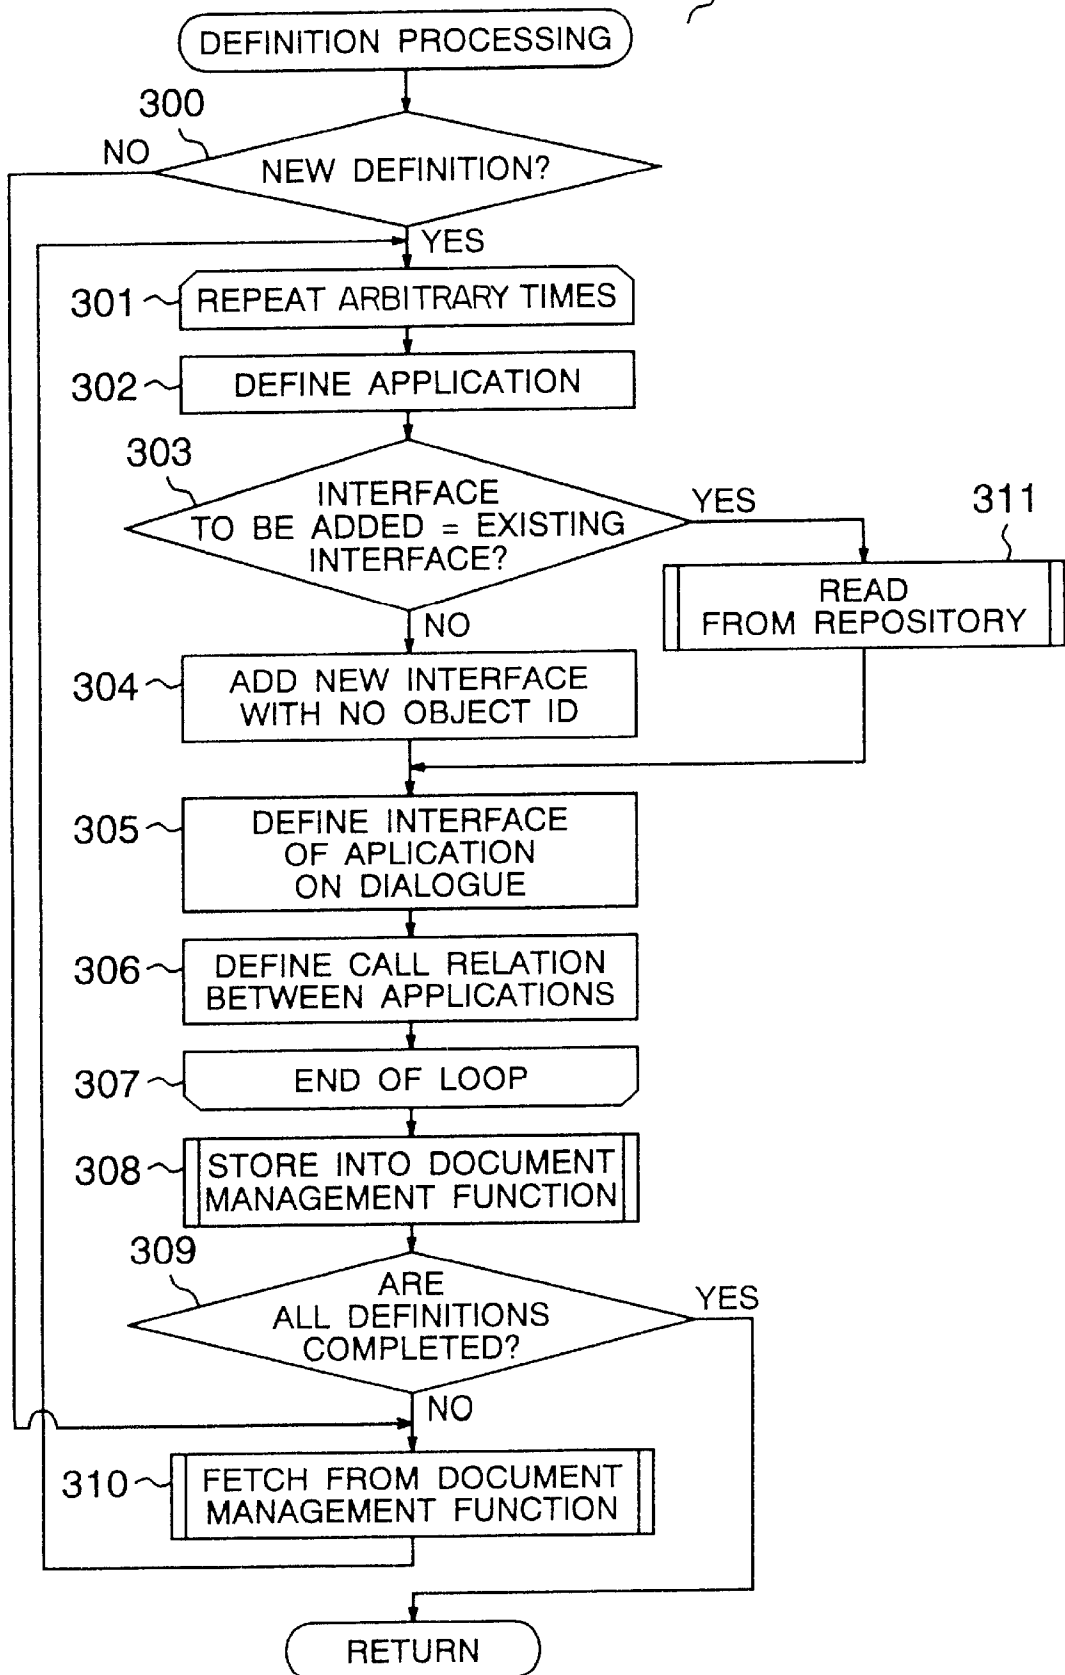 DEFINITION PROCESSING
300
NO
NEW DEFINITION?
YES
301
REPEAT ARBITRARY TIMES
302
DEFINE APPLICATION
303
INTERFACE
TO BE ADDED = EXISTING
INTERFACE?
YES
311
READ
FROM REPOSITORY
NO
304
ADD NEW INTERFACE
WITH NO OBJECT ID
305
DEFINE INTERFACE
OF APLICATION
ON DIALOGUE
306
DEFINE CALL RELATION
BETWEEN APPLICATIONS
307
END OF LOOP
308
STORE INTO DOCUMENT
MANAGEMENT FUNCTION
309
ARE
ALL DEFINITIONS
COMPLETED?
YES
NO
310
FETCH FROM DOCUMENT
MANAGEMENT FUNCTION
RETURN